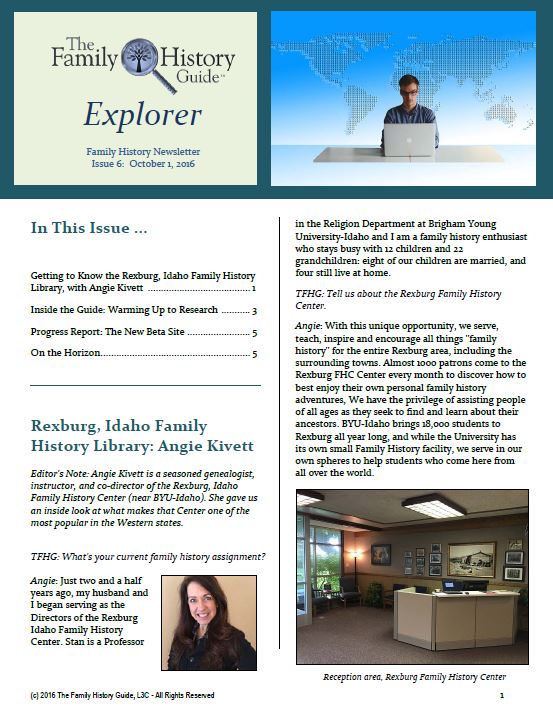 The
Family History
Guide™
Explorer
Family History Newsletter
Issue 6: October 1, 2016
In This Issue ...
Getting to Know the Rexburg, Idaho Family History
Library, with Angie Kivett ....................................... 1
Inside the Guide: Warming Up to Research ............ 3
Progress Report: The New Beta Site ........................ 5
On the Horizon......................................................... 5
Rexburg, Idaho Family
History Library: Angie Kivett
Editor's Note: Angie Kivett is a seasoned genealogist,
instructor, and co-director of the Rexburg, Idaho
Family History Center (near BYU-Idaho). She gave us
an inside look at what makes that Center one of the
most popular in the Western states.
TFHG: What's your current family history assignment?
Angie: Just two and a half
years ago, my husband and
I began serving as the
Directors of the Rexburg
Idaho Family History
Center. Stan is a Professor
in the Religion Department at Brigham Young
University-Idaho and I am a family history enthusiast
who stays busy with 12 children and 22
grandchildren: eight of our children are married, and
four still live at home.
TFHG: Tell us about the Rexburg Family History
Center.
Angie: With this unique opportunity, we serve,
teach, inspire and encourage all things "family
history" for the entire Rexburg area, including the
surrounding towns. Almost 1000 patrons come to the
Rexburg FHC Center every month to discover how to
best enjoy their own personal family history
adventures, We have the privilege of assisting people
of all ages as they seek to find and learn about their
ancestors. BYU-Idaho brings 18,000 students to
Rexburg all year long, and while the University has
its own small Family History facility, we serve in our
own spheres to help students who come here from
all over the world.
Reception area, Rexburg Family History Center
(c) 2016 The Family History Guide, L3C - All Rights Reserved
1